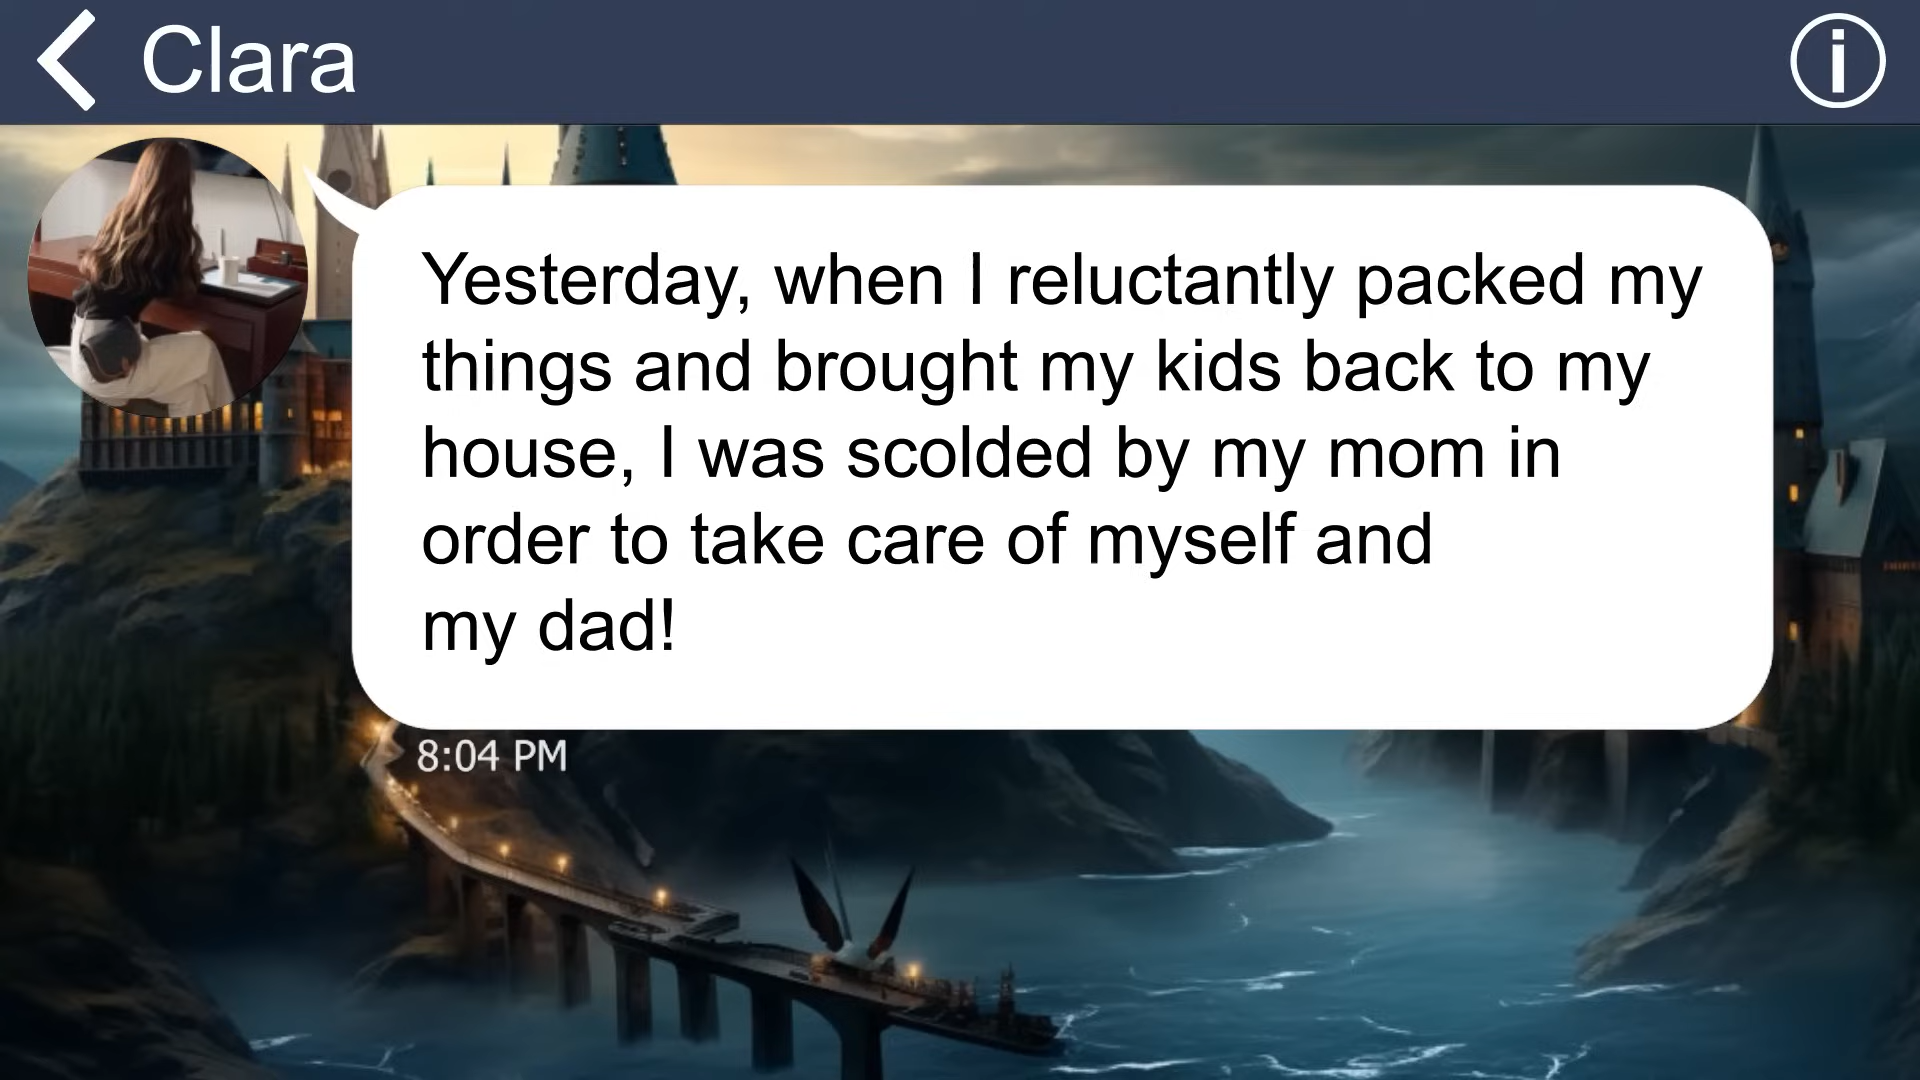 Clara
Yesterday, when I reluctantly packed my
things and brought my kids back to my
house, I was scolded by my mom in
order to take care of myself and
my dad!
8:04 PM